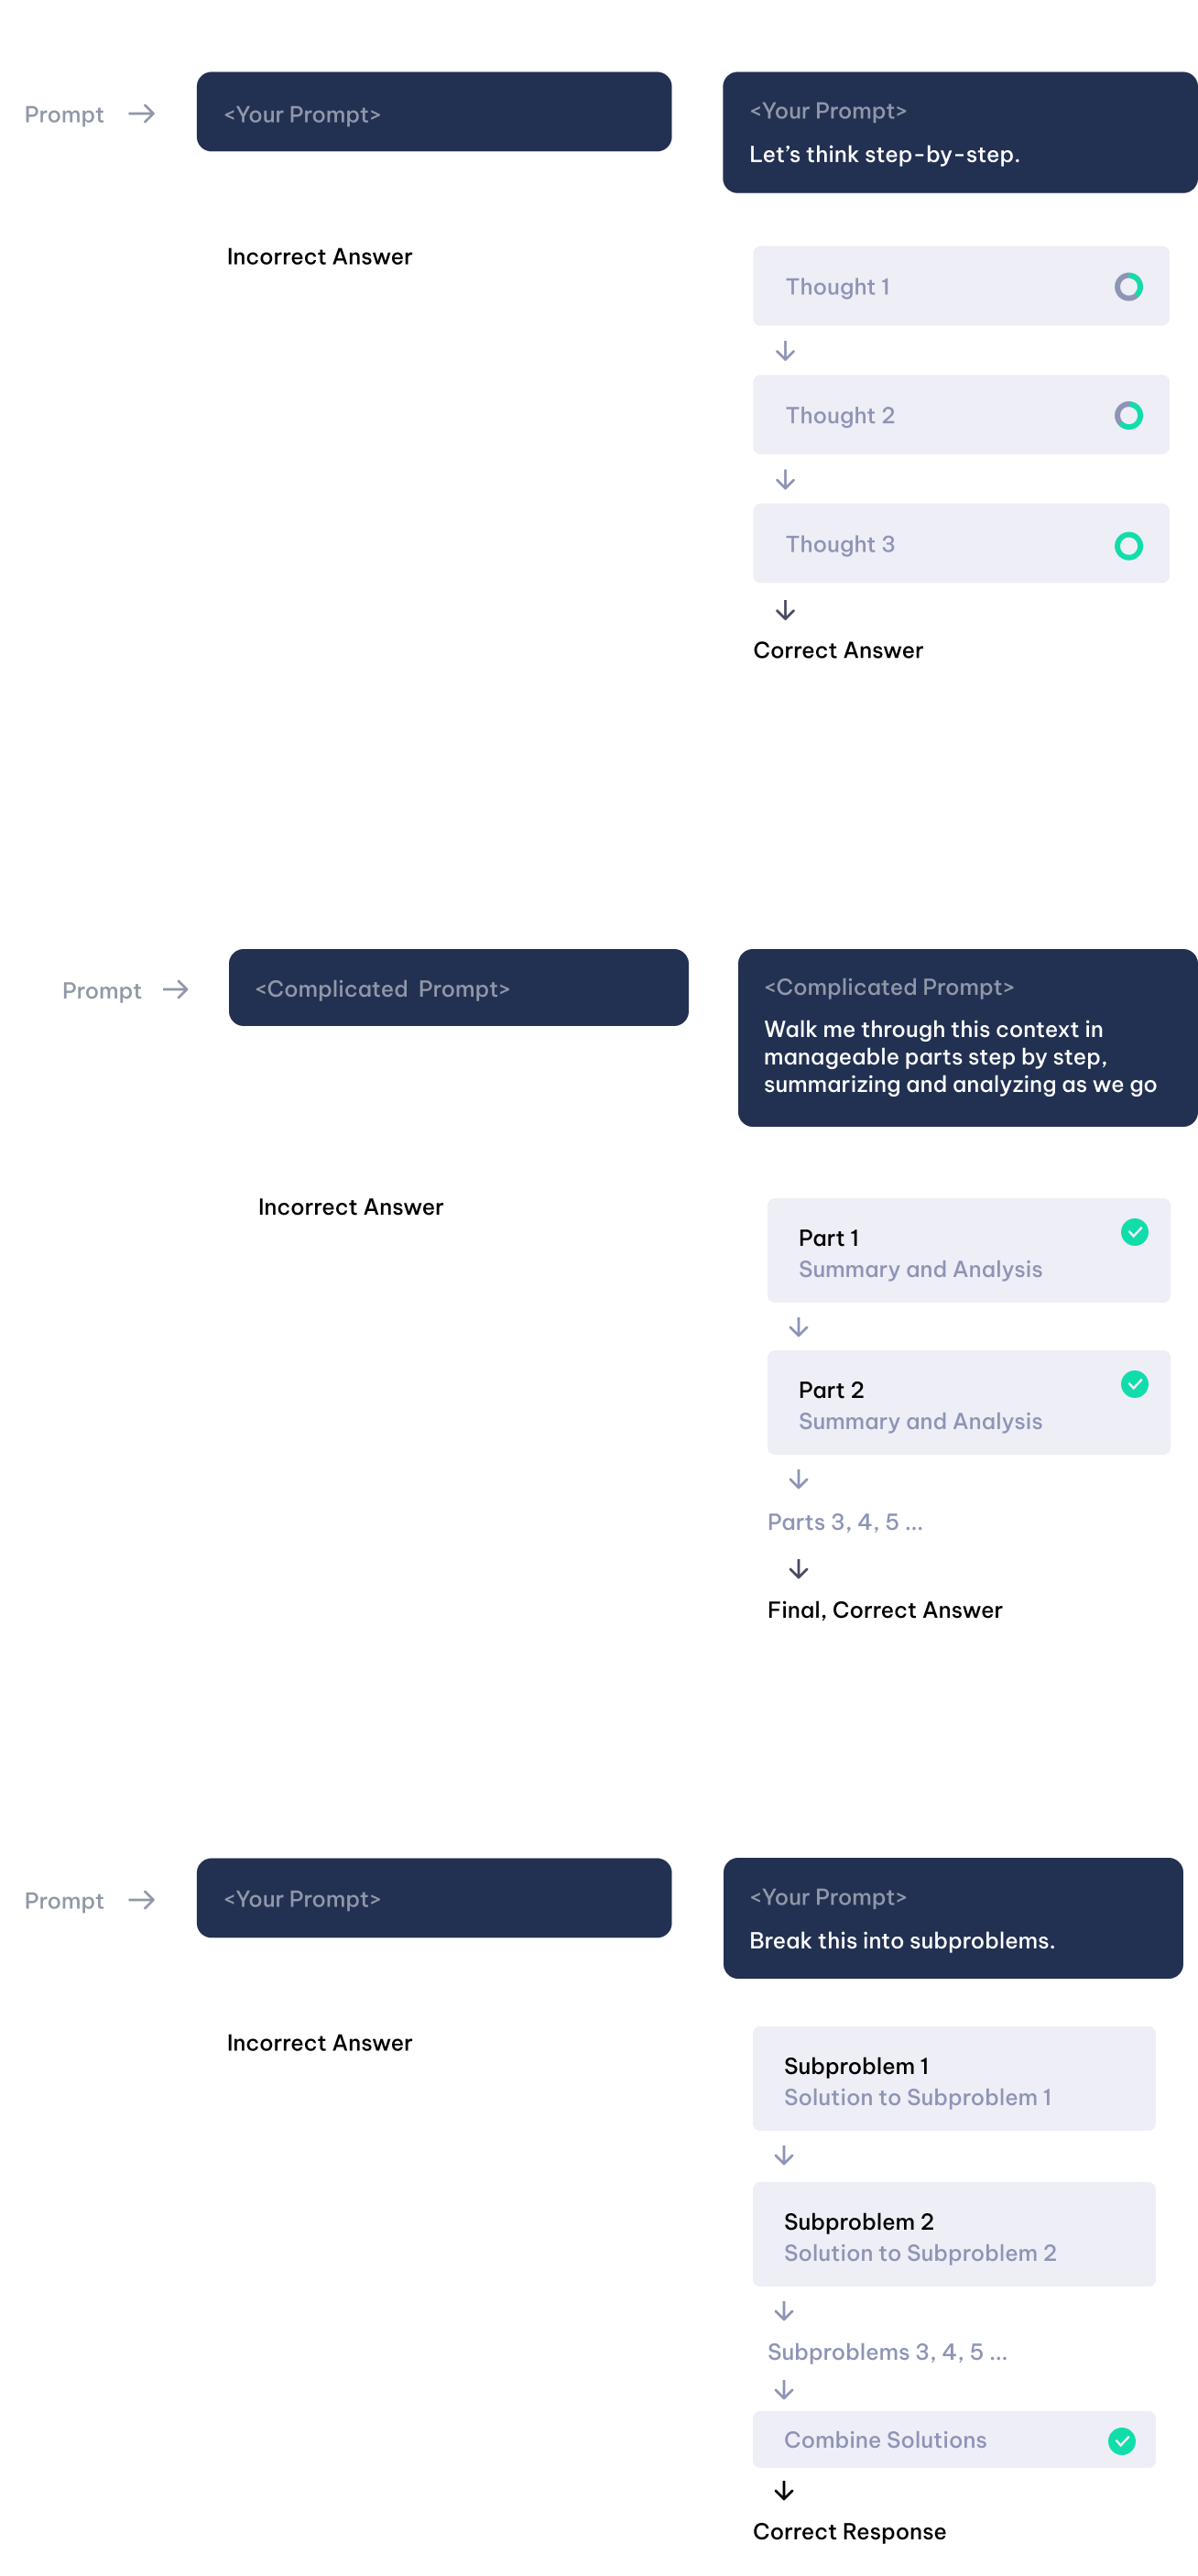 Prompt
<Your Prompt>
<Your Prompt>
Let’s think step-by-step.
Incorrect Answer
Thought 1
Thought 2
Thought 3
Correct Answer
Prompt
<Complicated  Prompt>
<Complicated Prompt>
Walk me through this context in
manageable parts step by step,
summarizing and analyzing as we go
Incorrect Answer
Part 1
Summary and Analysis
Part 2
Summary and Analysis
Parts 3, 4, 5 ...
Final, Correct Answer
Prompt
<Your Prompt>
<Your Prompt>
Break this into subproblems.
Incorrect Answer
Subproblem 1
Solution to Subproblem 1
Subproblem 2
Solution to Subproblem 2
Subproblems 3, 4, 5 ...
Combine Solutions
Correct Response